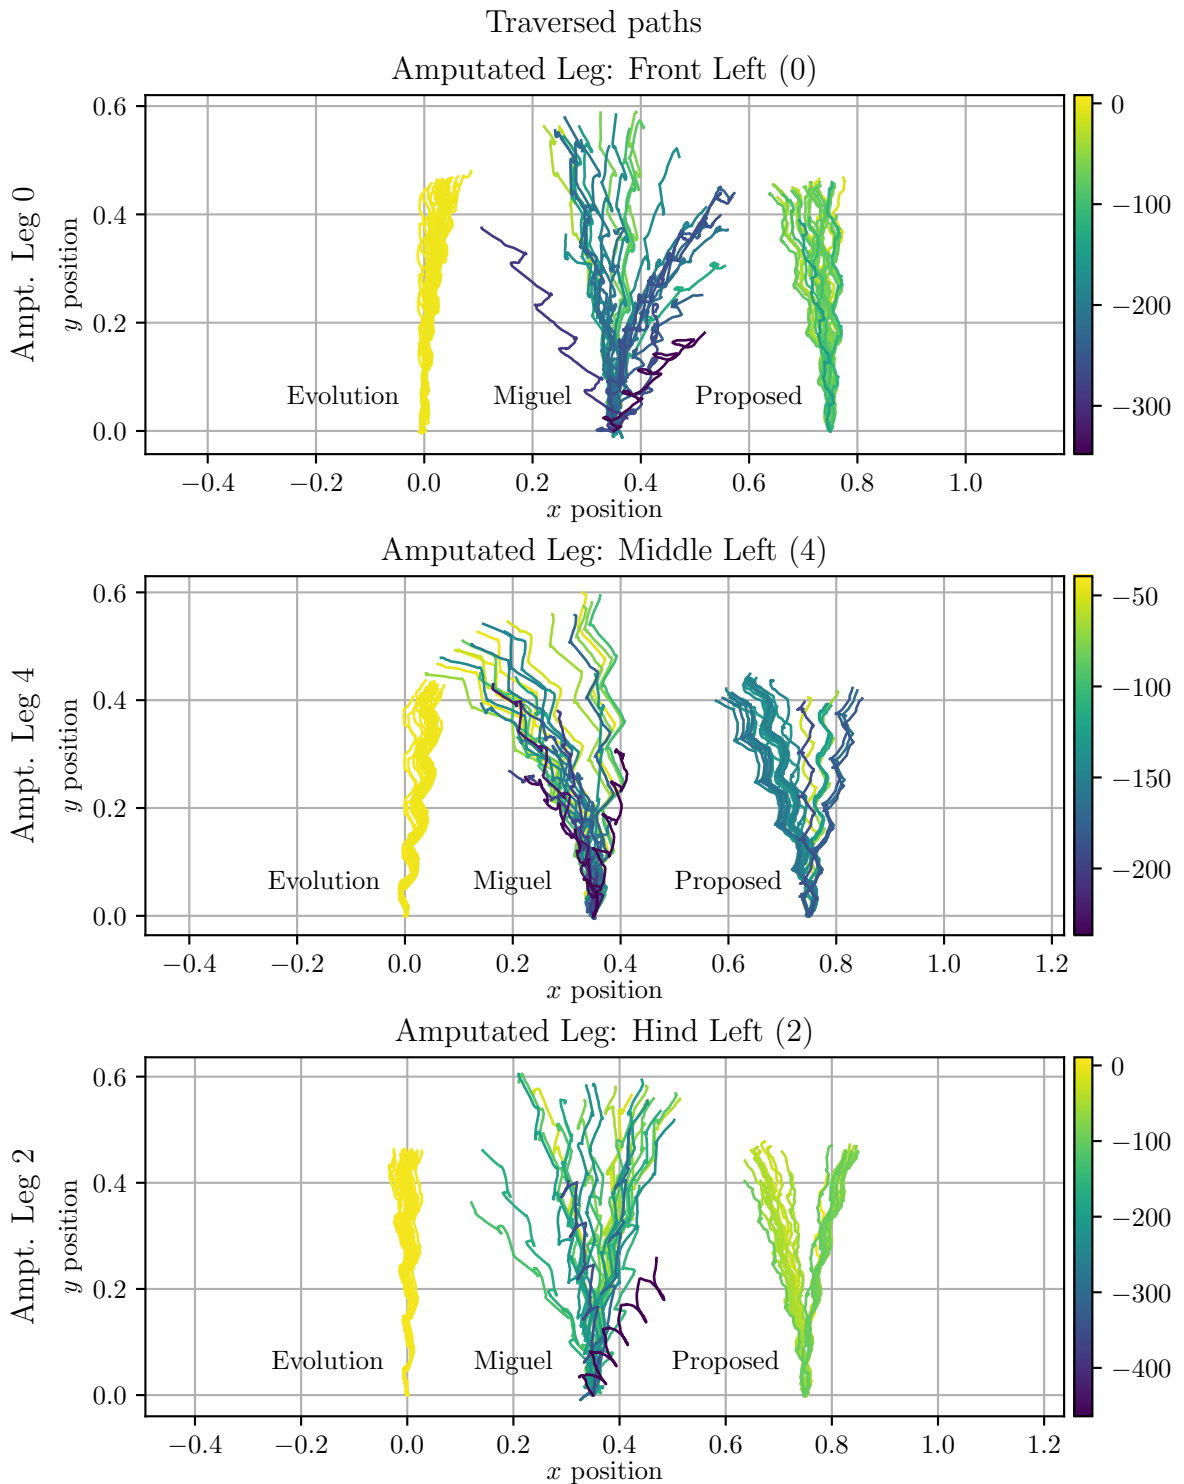 Traversed paths
Amputated Leg: Front Left (0)
Ampt. Leg 0
y position
0.6
0.4
0.2
0.0
Evolution
Miguel
Proposed
0
−100
−200
−300
−0.4 −0.2 0.0 0.2 0.4 0.6 0.8 1.0
x position
Amputated Leg: Middle Left (4)
Ampt. Leg 4
y position
0.6
0.4
0.2
0.0
Evolution
Miguel
Proposed
−50
−100
−150
−200
−0.4 −0.2 0.0 0.2 0.4 0.6 0.8 1.0 1.2
x position
Amputated Leg: Hind Left (2)
Ampt. Leg 2
y position
0.6
0.4
0.2
0.0
Evolution
Miguel
Proposed
0
−100
−200
−300
−400
−0.4 −0.2 0.0 0.2 0.4 0.6 0.8 1.0 1.2
x position